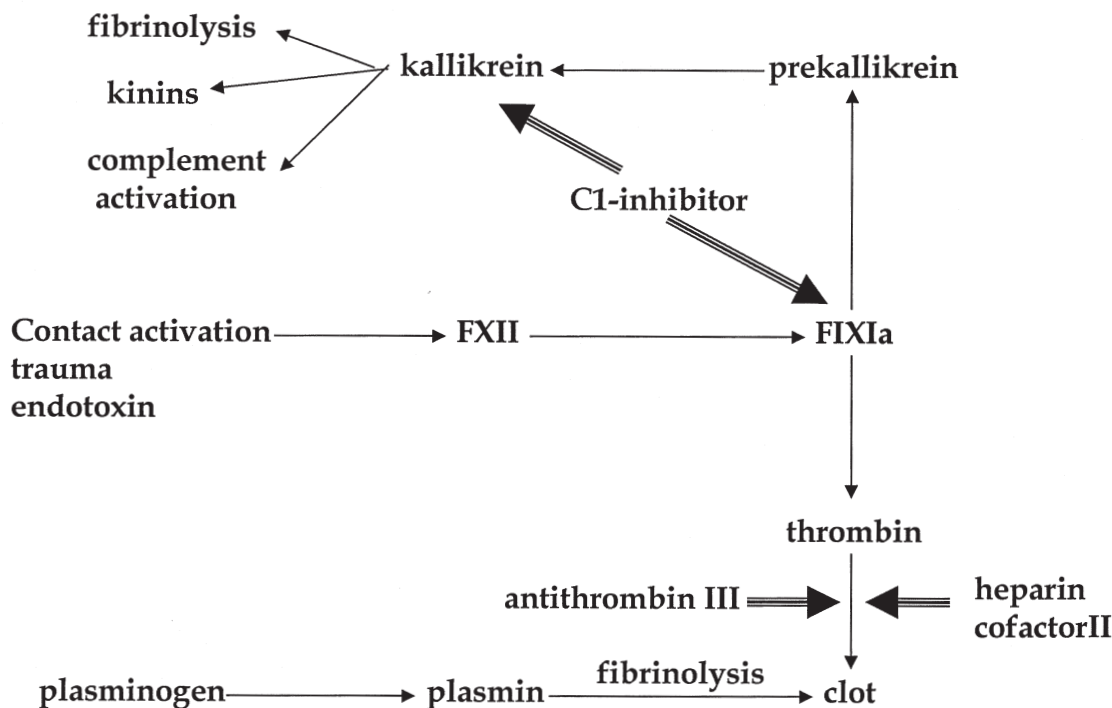 fibrinolysis
kallikrein
prekallikrein
kinins
complement
activation
C1-inhibitor
Contact activation
trauma
endotoxin
FXII
FIXIa
thrombin
antithrombin III
heparin
cofactorII
plasminogen
plasmin
fibrinolysis
clot